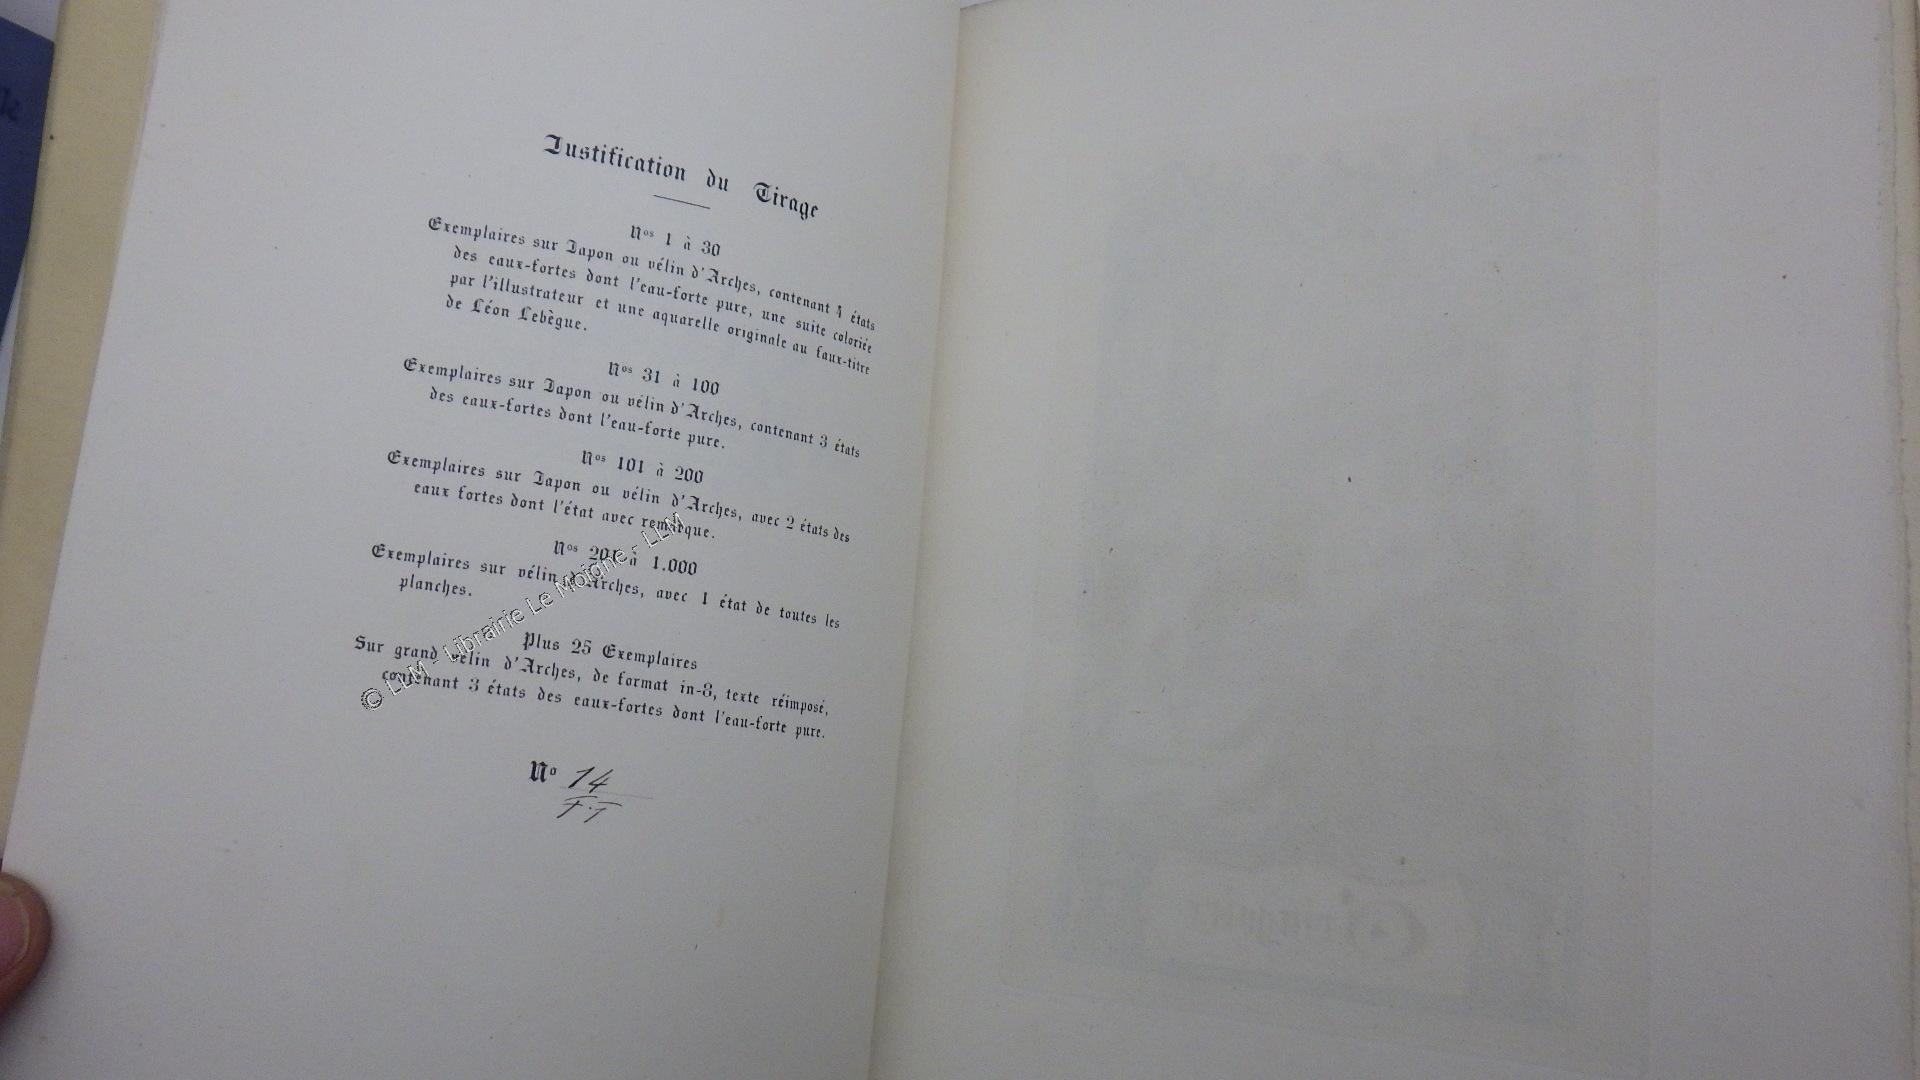 Justification du Tirage
Nos 1 à 30
Exemplaires sur Japon ou vélin d'Arches, contenant 4 états
des eaux-fortes dont l'eau-forte pure, une suite coloriée
par l'illustrateur et une aquarelle originale au faux-titre
de Léon Lebègue.
Nos 31 à 100
Exemplaires sur Japon ou vélin d'Arches, contenant 3 états
des eaux-fortes dont l'eau-forte pure.
Nos 101 à 200
Exemplaires sur Japon ou vélin d'Arches, avec 2 états des
eaux fortes dont l'état avec remarque.
Nos 201 à 1.000
Exemplaires sur vélin d'Arches, avec 1 état de toutes les
planches.
Plus 25 Exemplaires
Sur grand vélin d'Arches, de format in-8, texte réimposé,
contenant 3 états des eaux-fortes dont l'eau-forte pure.
No 14
F.T
© LLM - Librairie Le Moigne - LLM